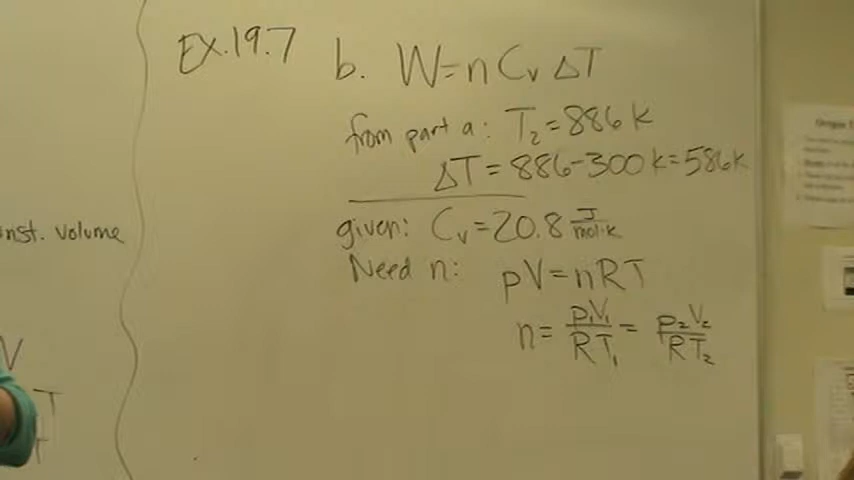 Ex.19.7
b. W=nCvΔT
from part a: T₂=886 K
ΔT=886-300K=586K
given: Cv=20.8 J/mol·K
Need n: pV=nRT
n= p₁V₁/RT₁ = p₂V₂/RT₂
nst. volume
V
T